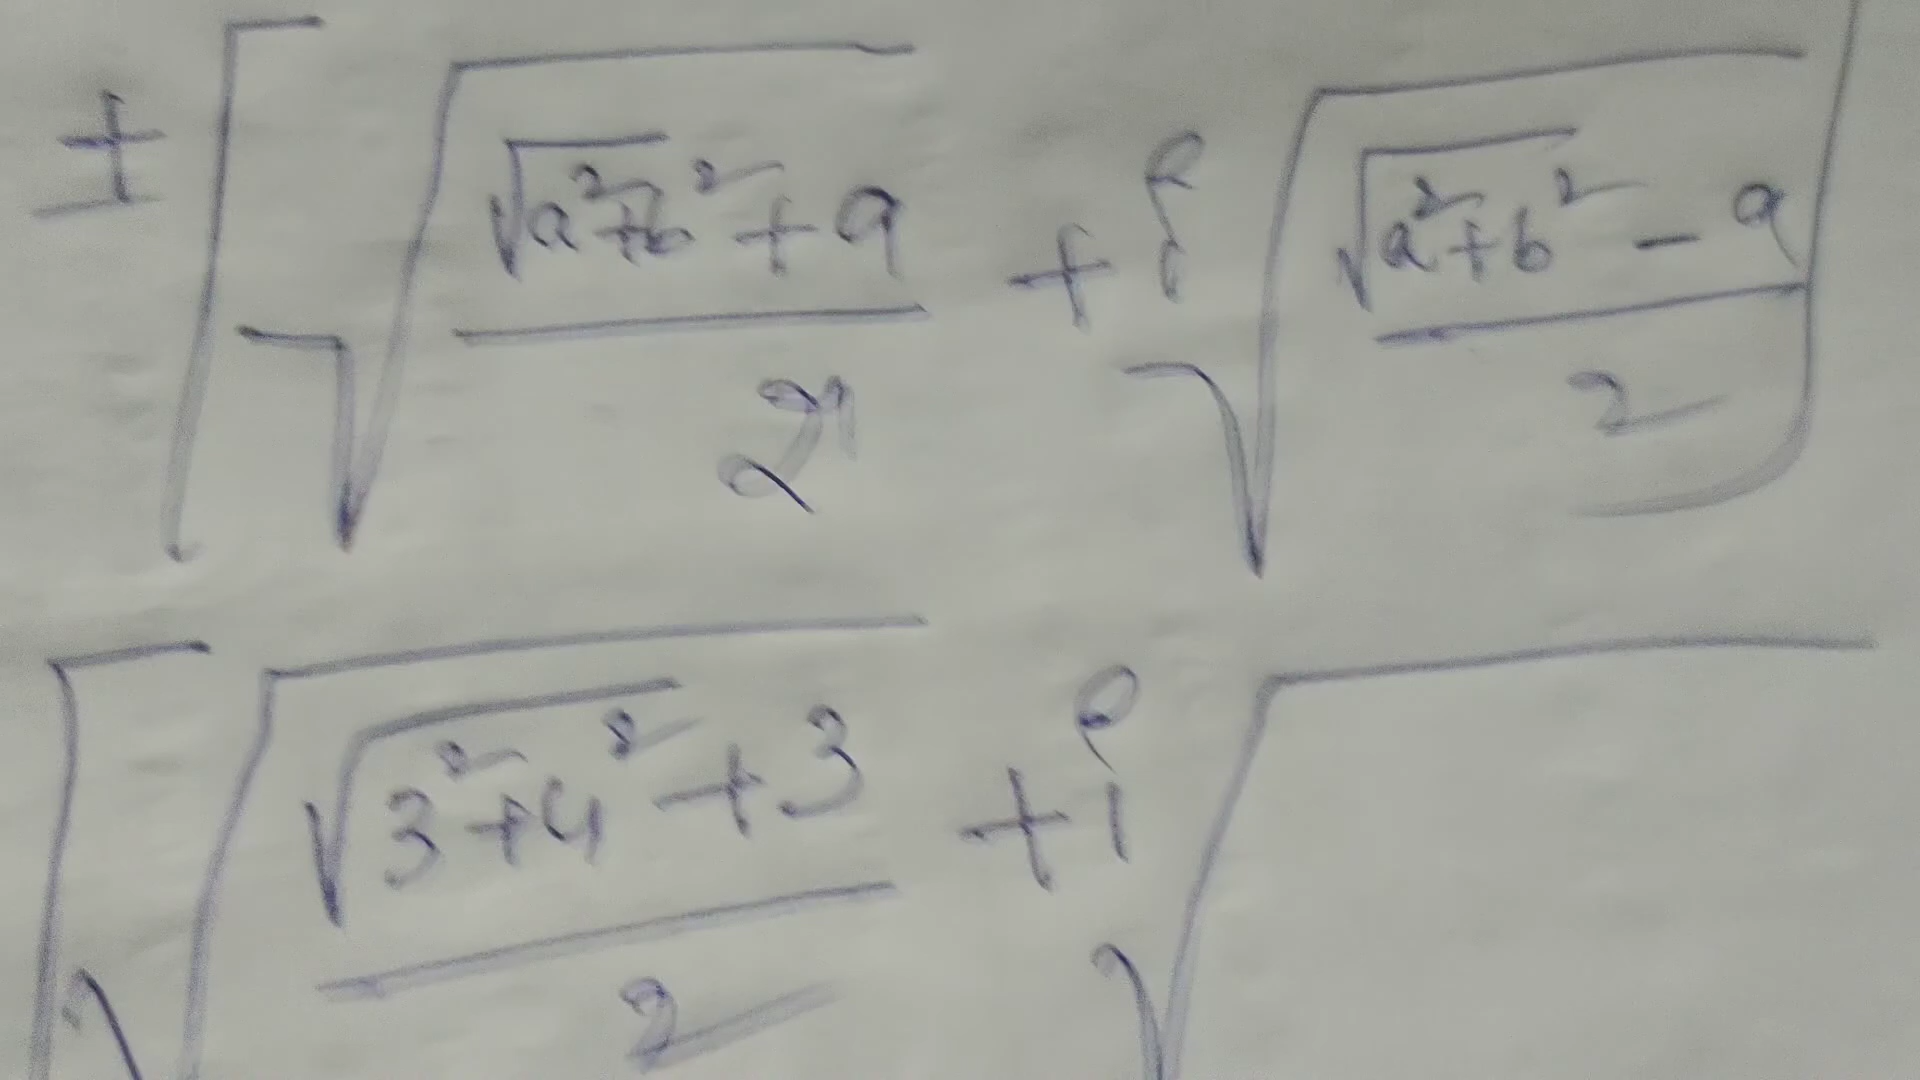 ± [√((√(a²+b²) + a)/2) + i √((√(a²+b²) - a)/2)]
[√((√(3²+4²) + 3)/2) + i √